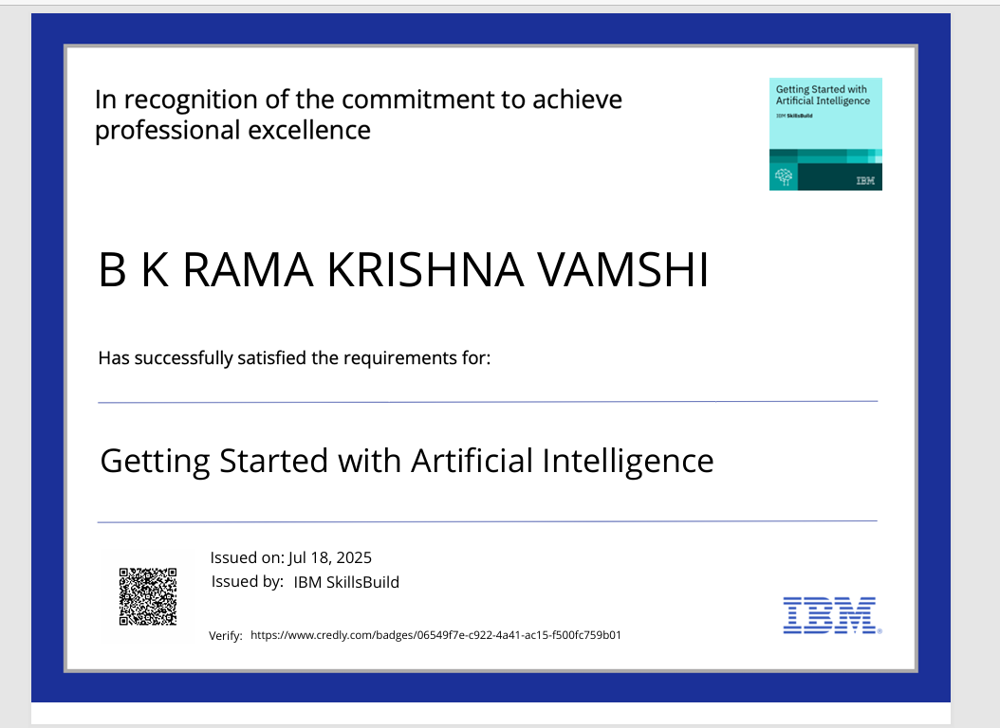 In recognition of the commitment to achieve
professional excellence
Getting Started with
Artificial Intelligence
IBM SkillsBuild
IBM
B K RAMA KRISHNA VAMSHI
Has successfully satisfied the requirements for:
Getting Started with Artificial Intelligence
Issued on: Jul 18, 2025
Issued by: IBM SkillsBuild
Verify: https://www.credly.com/badges/06549f7e-c922-4a41-ac15-f500fc759b01
IBM®